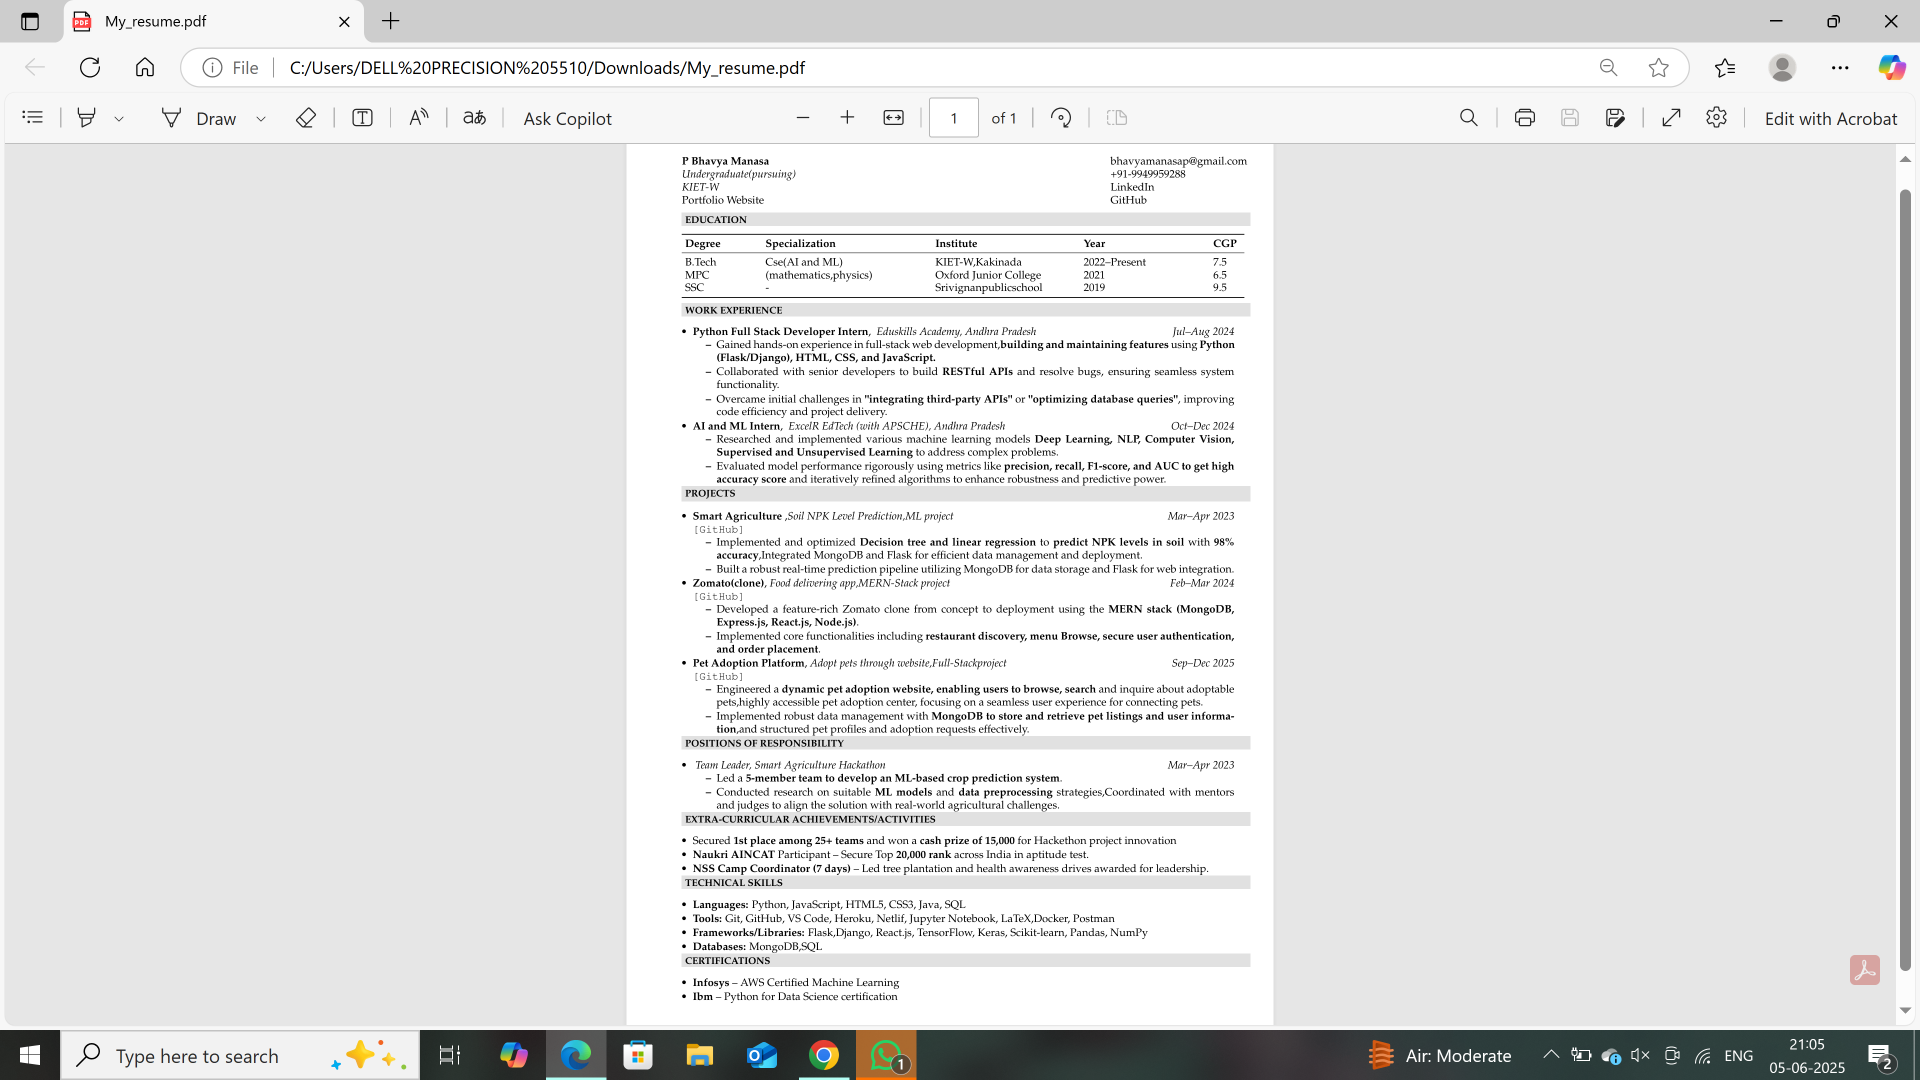 My_resume.pdf
File C:/Users/DELL%20PRECISION%205510/Downloads/My_resume.pdf
Draw Ask Copilot 1 of 1 Edit with Acrobat
P Bhavya Manasa bhavyamanasap@gmail.com
Undergraduate(pursuing) +91-9949959288
KIET-W LinkedIn
Portfolio Website GitHub
EDUCATION
Degree Specialization Institute Year CGP
B.Tech Cse(AI and ML) KIET-W,Kakinada 2022–Present 7.5
MPC (mathematics,physics) Oxford Junior College 2021 6.5
SSC - Srivignanpublicschool 2019 9.5
WORK EXPERIENCE
• Python Full Stack Developer Intern, Eduskills Academy, Andhra Pradesh Jul–Aug 2024
– Gained hands-on experience in full-stack web development,building and maintaining features using Python
(Flask/Django), HTML, CSS, and JavaScript.
– Collaborated with senior developers to build RESTful APIs and resolve bugs, ensuring seamless system
functionality.
– Overcame initial challenges in "integrating third-party APIs" or "optimizing database queries", improving
code efficiency and project delivery.
• AI and ML Intern, ExcelR EdTech (with APSCHE), Andhra Pradesh Oct–Dec 2024
– Researched and implemented various machine learning models Deep Learning, NLP, Computer Vision,
Supervised and Unsupervised Learning to address complex problems.
– Evaluated model performance rigorously using metrics like precision, recall, F1-score, and AUC to get high
accuracy score and iteratively refined algorithms to enhance robustness and predictive power.
PROJECTS
• Smart Agriculture ,Soil NPK Level Prediction,ML project Mar–Apr 2023
[GitHub]
– Implemented and optimized Decision tree and linear regression to predict NPK levels in soil with 98%
accuracy,Integrated MongoDB and Flask for efficient data management and deployment.
– Built a robust real-time prediction pipeline utilizing MongoDB for data storage and Flask for web integration.
• Zomato(clone), Food delivering app,MERN-Stack project Feb–Mar 2024
[GitHub]
– Developed a feature-rich Zomato clone from concept to deployment using the MERN stack (MongoDB,
Express.js, React.js, Node.js).
– Implemented core functionalities including restaurant discovery, menu Browse, secure user authentication,
and order placement.
• Pet Adoption Platform, Adopt pets through website,Full-Stackproject Sep–Dec 2025
[GitHub]
– Engineered a dynamic pet adoption website, enabling users to browse, search and inquire about adoptable
pets,highly accessible pet adoption center, focusing on a seamless user experience for connecting pets.
– Implemented robust data management with MongoDB to store and retrieve pet listings and user informa-
tion,and structured pet profiles and adoption requests effectively.
POSITIONS OF RESPONSIBILITY
• Team Leader, Smart Agriculture Hackathon Mar–Apr 2023
– Led a 5-member team to develop an ML-based crop prediction system.
– Conducted research on suitable ML models and data preprocessing strategies,Coordinated with mentors
and judges to align the solution with real-world agricultural challenges.
EXTRA-CURRICULAR ACHIEVEMENTS/ACTIVITIES
• Secured 1st place among 25+ teams and won a cash prize of 15,000 for Hackethon project innovation
• Naukri AINCAT Participant – Secure Top 20,000 rank across India in aptitude test.
• NSS Camp Coordinator (7 days) – Led tree plantation and health awareness drives awarded for leadership.
TECHNICAL SKILLS
• Languages: Python, JavaScript, HTML5, CSS3, Java, SQL
• Tools: Git, GitHub, VS Code, Heroku, Netlif, Jupyter Notebook, LaTeX,Docker, Postman
• Frameworks/Libraries: Flask,Django, React.js, TensorFlow, Keras, Scikit-learn, Pandas, NumPy
• Databases: MongoDB,SQL
CERTIFICATIONS
• Infosys – AWS Certified Machine Learning
• Ibm – Python for Data Science certification
Type here to search 1 Air: Moderate ENG 21:05
05-06-2025 2